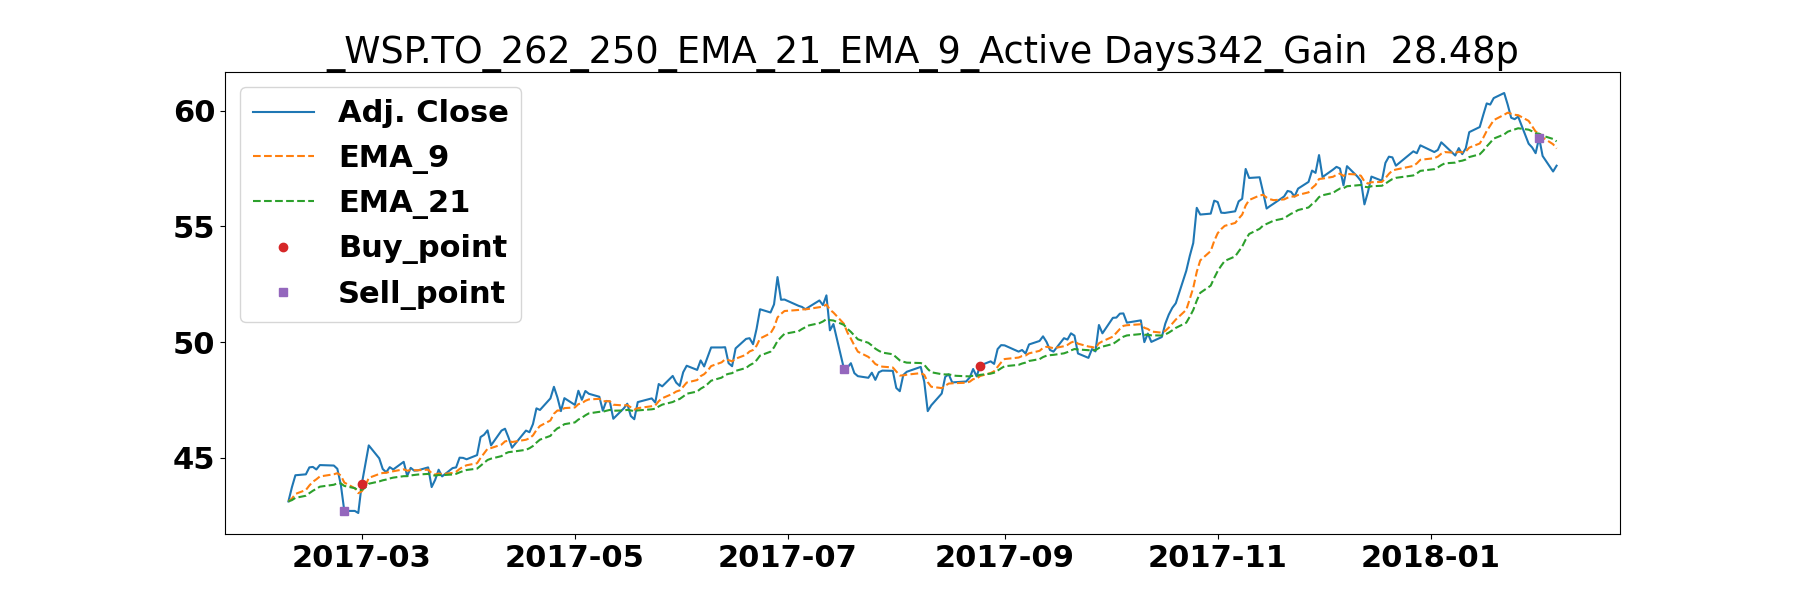 _WSP.TO_262_250_EMA_21_EMA_9_Active Days342_Gain  28.48p
Adj. Close
EMA_9
EMA_21
Buy_point
Sell_point
60
55
50
45
2017-03 2017-05 2017-07 2017-09 2017-11 2018-01